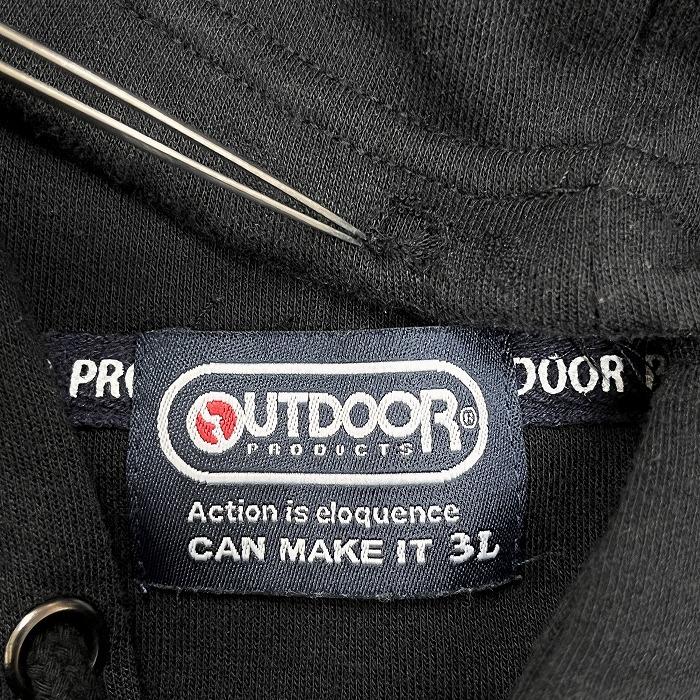 PRO
OUTDOOR®
PRODUCTS
DOOR
Action is eloquence
CAN MAKE IT 3L